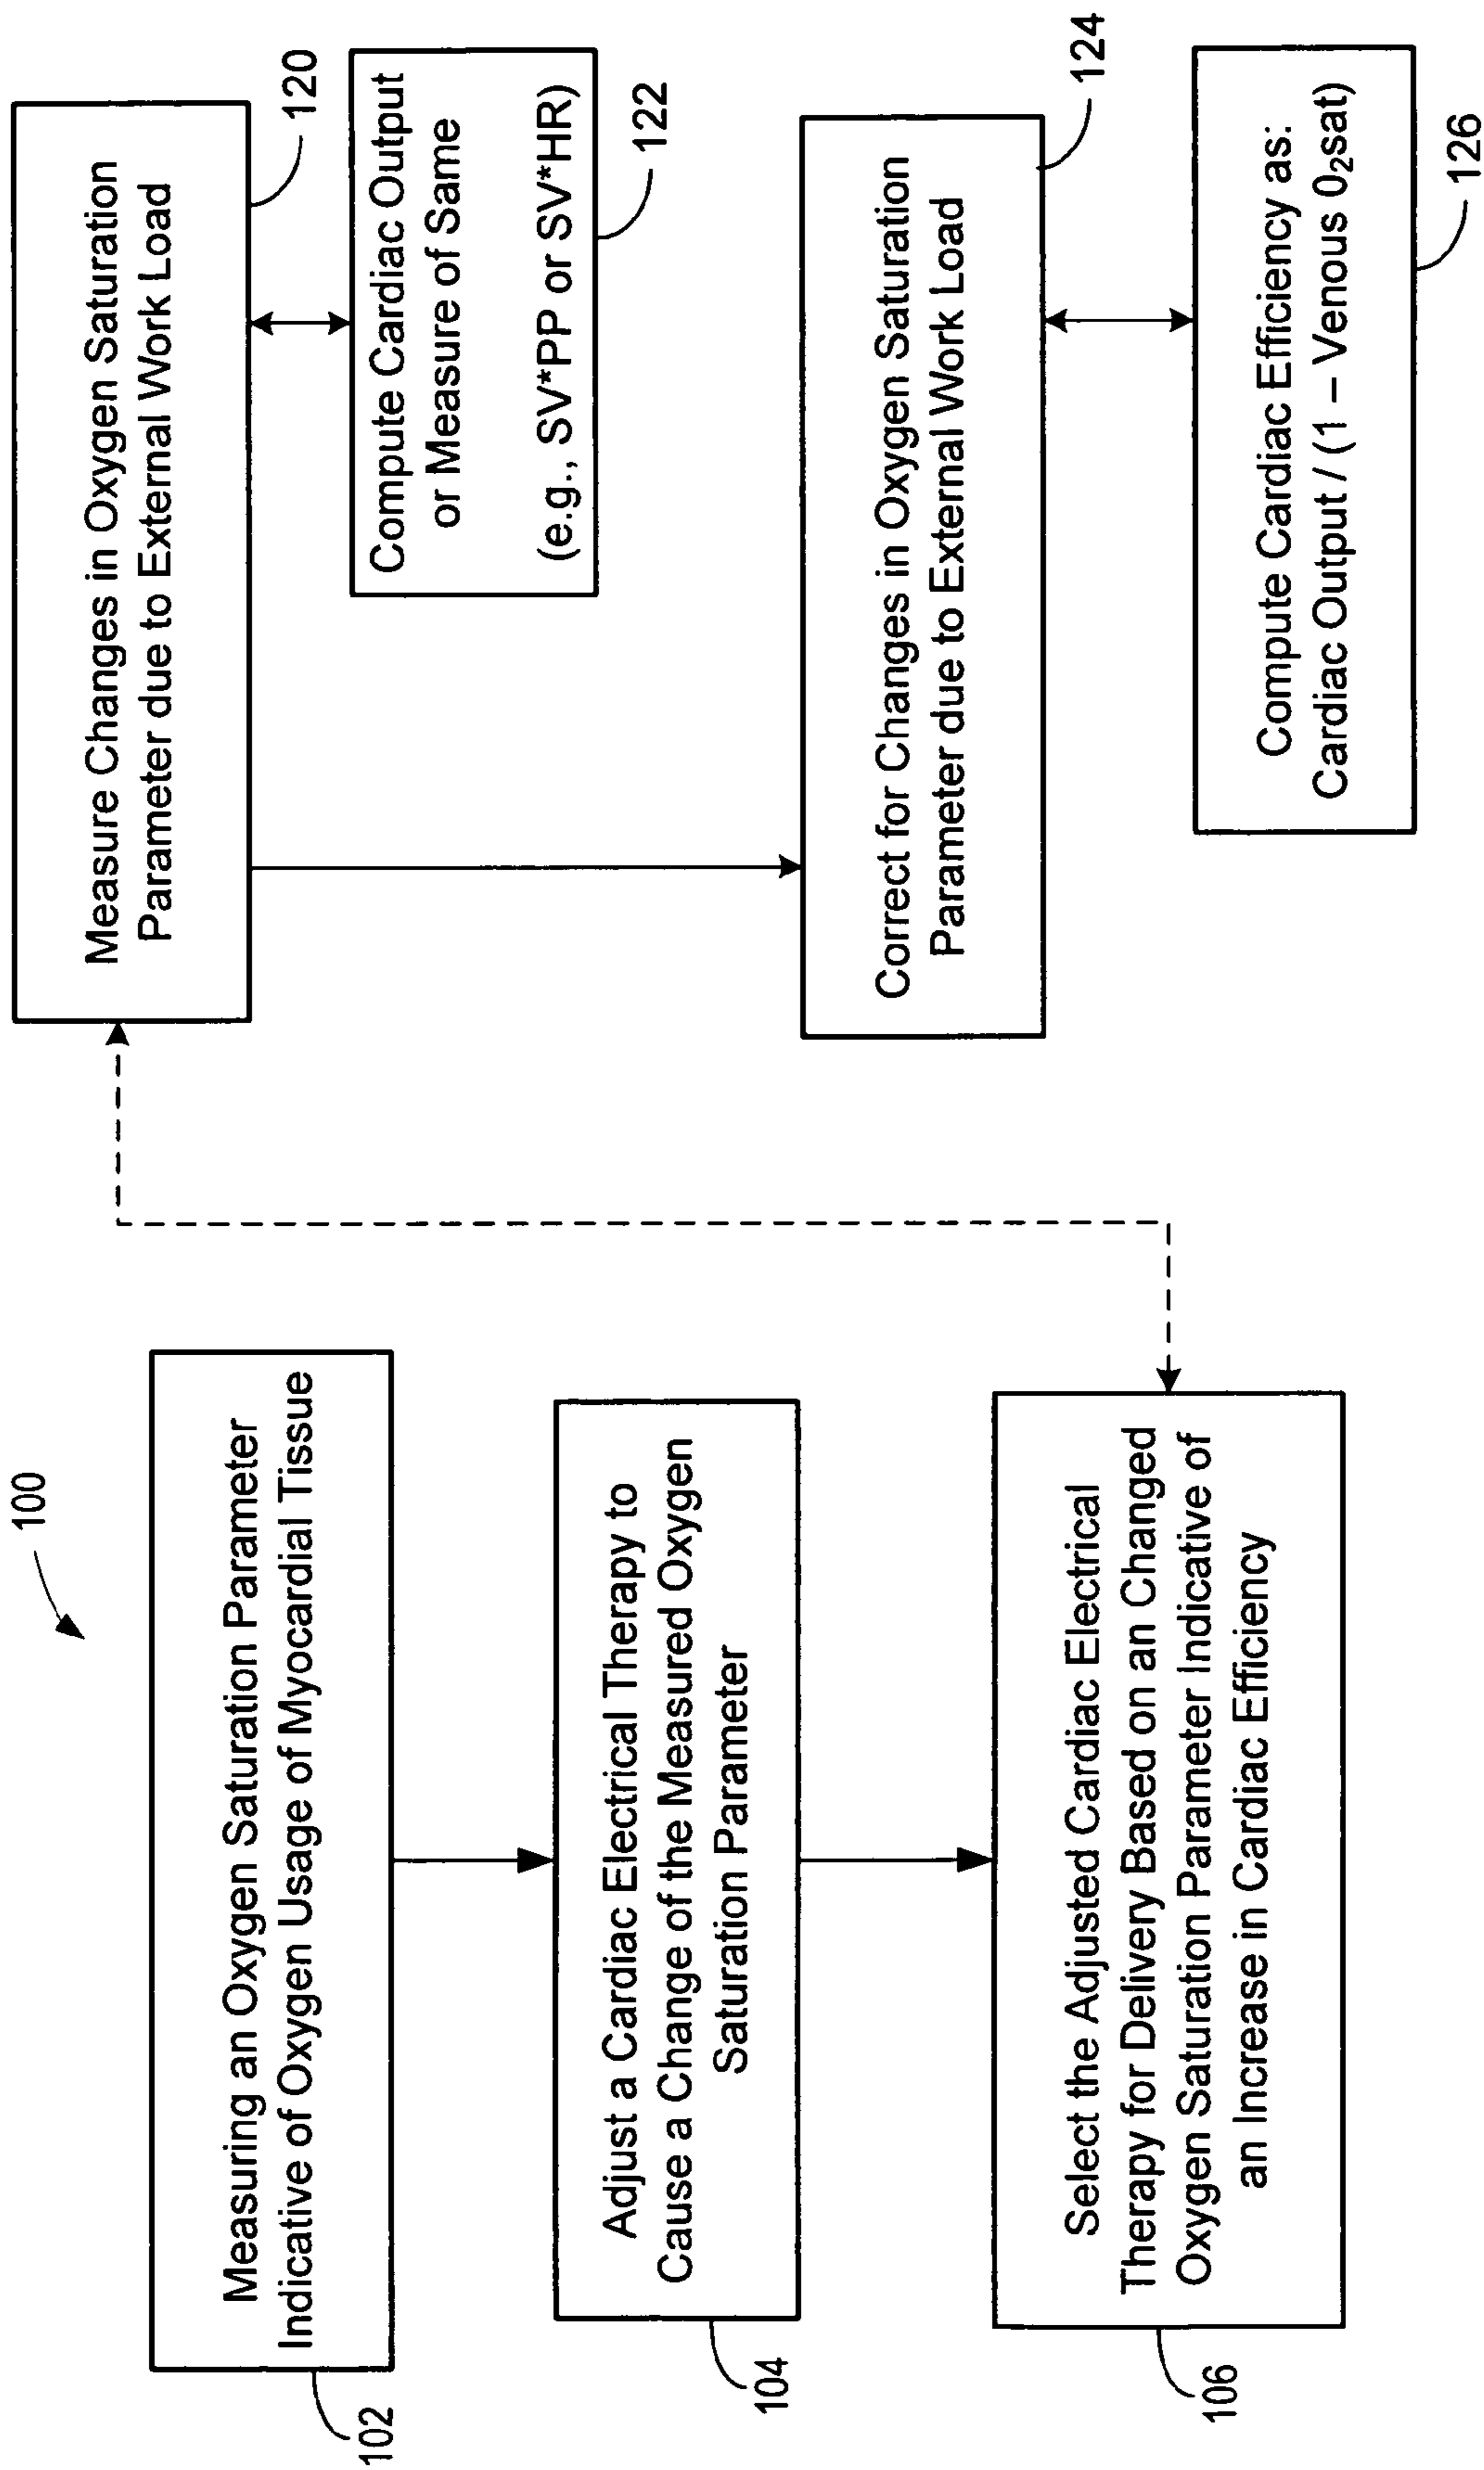 100
Measuring an Oxygen Saturation Parameter
Indicative of Oxygen Usage of Myocardial Tissue
102
Adjust a Cardiac Electrical Therapy to
Cause a Change of the Measured Oxygen
Saturation Parameter
104
Select the Adjusted Cardiac Electrical
Therapy for Delivery Based on an Changed
Oxygen Saturation Parameter Indicative of
an Increase in Cardiac Efficiency
106
Measure Changes in Oxygen Saturation
Parameter due to External Work Load
120
Compute Cardiac Output
or Measure of Same
(e.g., SV*PP or SV*HR)
122
Correct for Changes in Oxygen Saturation
Parameter due to External Work Load
124
Compute Cardiac Efficiency as:
Cardiac Output / (1 – Venous 0₂sat)
126